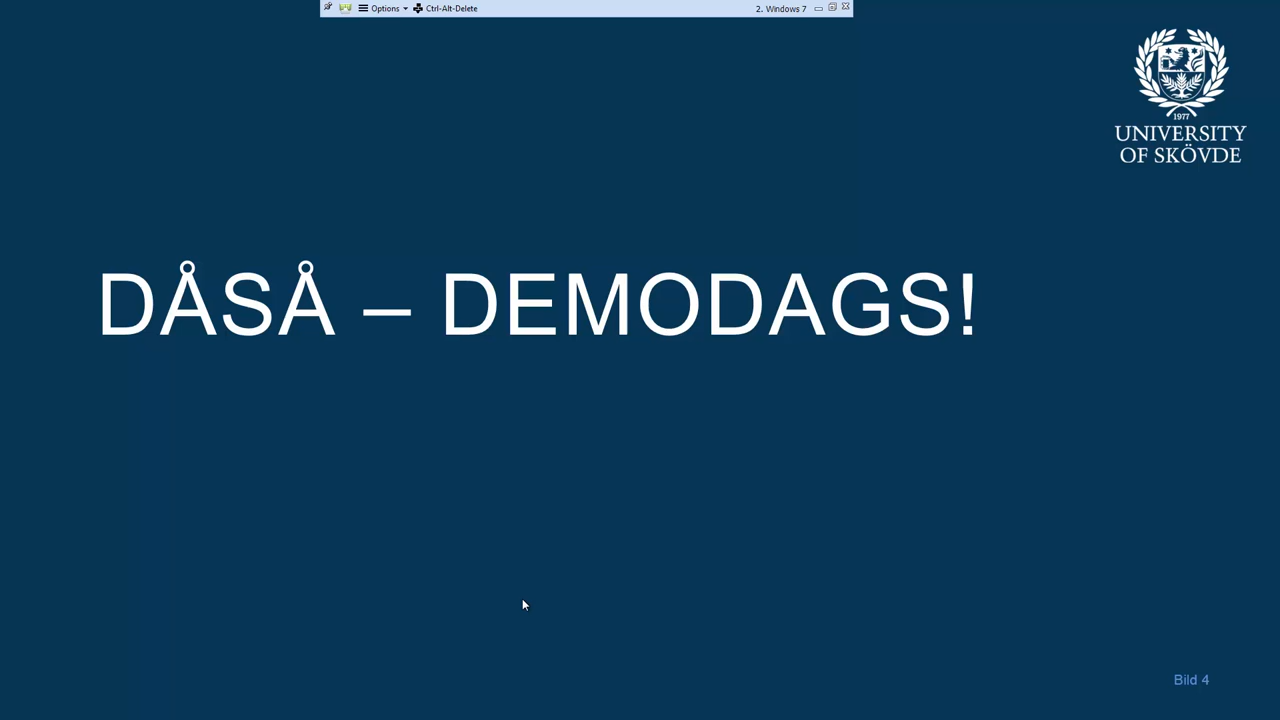 Options
Ctrl-Alt-Delete
2. Windows 7
1977
UNIVERSITY
OF SKÖVDE
DÅSÅ – DEMODAGS!
Bild 4